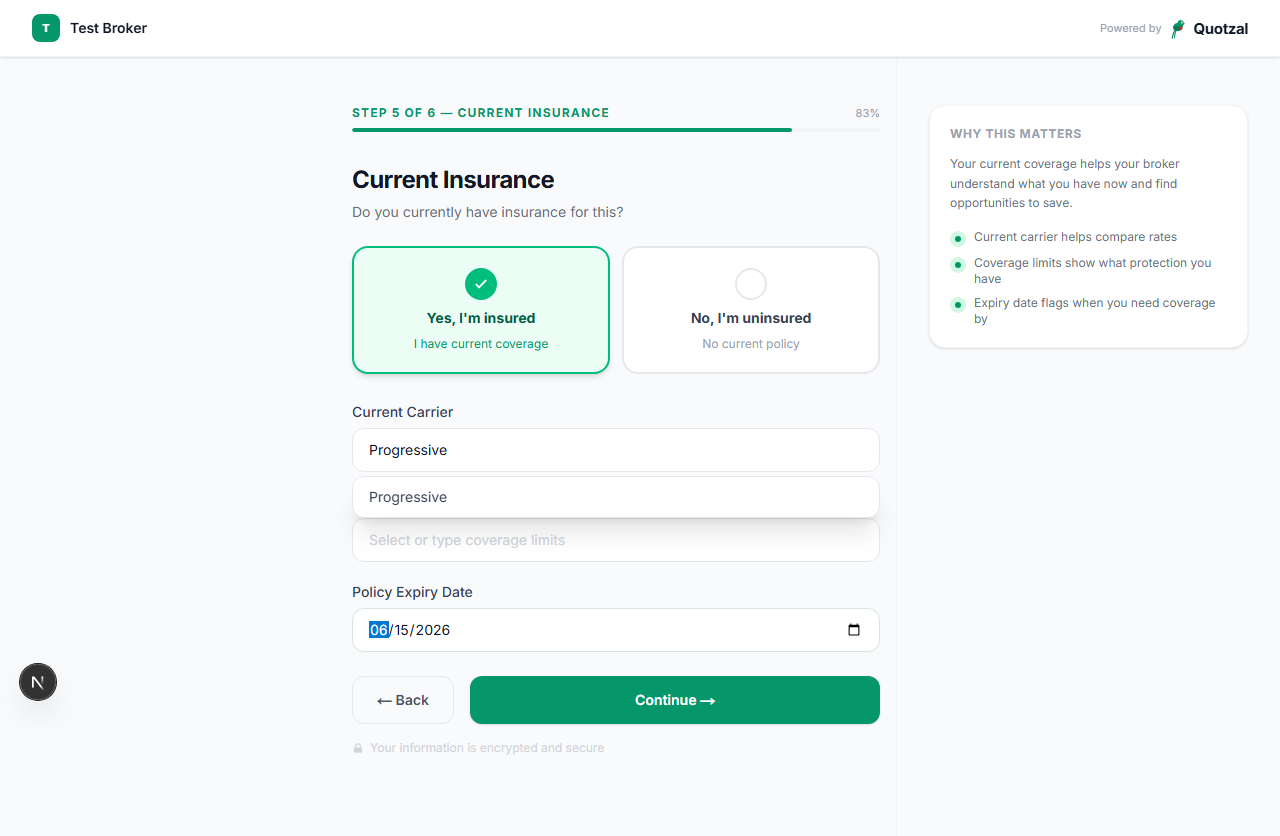 T
Test Broker
Powered by
Quotzal
STEP 5 OF 6 — CURRENT INSURANCE
83%
Current Insurance
Do you currently have insurance for this?
Yes, I'm insured
I have current coverage
No, I'm uninsured
No current policy
Current Carrier
Progressive
Progressive
Select or type coverage limits
Policy Expiry Date
06/15/2026
← Back
Continue →
Your information is encrypted and secure
WHY THIS MATTERS
Your current coverage helps your broker
understand what you have now and find
opportunities to save.
Current carrier helps compare rates
Coverage limits show what protection you
have
Expiry date flags when you need coverage
by
N